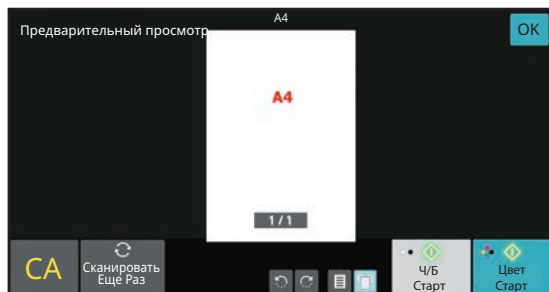 A4
Предварительный просмотр
OK
A4
1 / 1
CA
Сканировать
Еще Раз
Ч/Б
Старт
Цвет
Старт